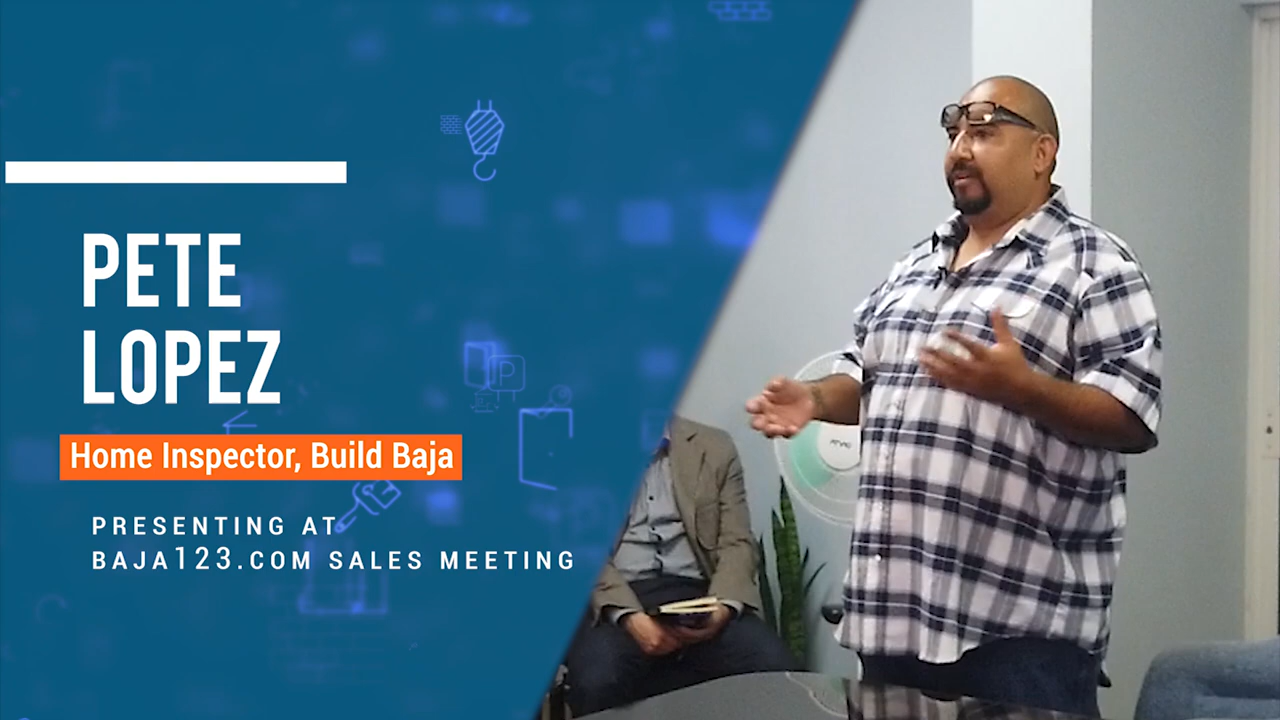 PETE
LOPEZ
Home Inspector, Build Baja
PRESENTING AT
BAJA123.COM SALES MEETING
P